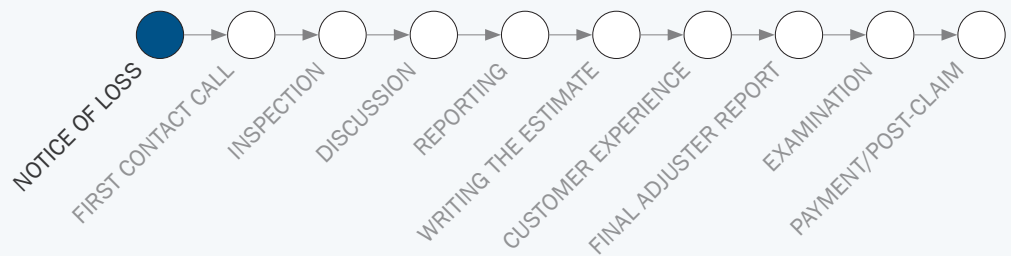 NOTICE OF LOSS
FIRST CONTACT CALL
INSPECTION
DISCUSSION
REPORTING
WRITING THE ESTIMATE
CUSTOMER EXPERIENCE
FINAL ADJUSTER REPORT
EXAMINATION
PAYMENT/POST-CLAIM